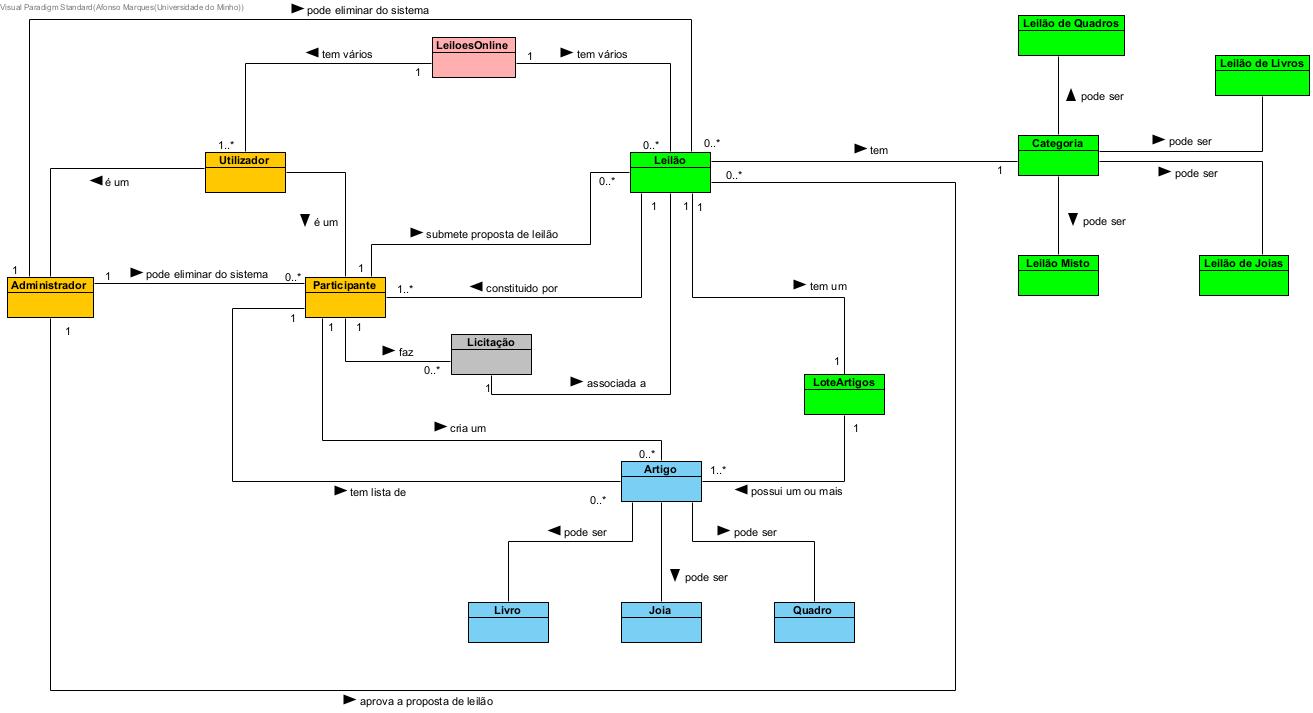 Visual Paradigm Standard(Afonso Marques(Universidade do Minho))
pode eliminar do sistema
Leilão de Quadros
LeiloesOnline
tem vários
1
1
tem vários
Leilão de Livros
pode ser
1..*
0..*
0..*
Categoria
pode ser
Utilizador
Leilão
tem
1
pode ser
é um
0..*
0..*
1
1
1
é um
submete proposta de leilão
pode ser
1
1
pode eliminar do sistema
0..*
1
Leilão Misto
Leilão de Joias
Administrador
Participante
1..*
constituido por
tem um
1
1
1
1
Licitação
faz
0..*
1
associada a
1
LoteArtigos
cria um
1
0..*
Artigo
1..*
tem lista de
0..*
possui um ou mais
pode ser
pode ser
pode ser
Livro
Joia
Quadro
aprova a proposta de leilão